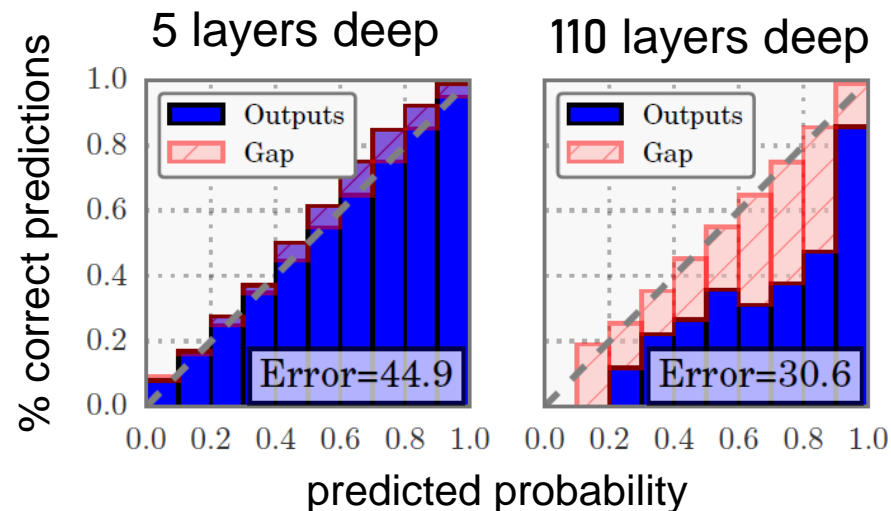 5 layers deep
110 layers deep
% correct predictions
1.0
0.8
0.6
0.4
0.2
0.0
Outputs
Gap
Error=44.9
0.0 0.2 0.4 0.6 0.8 1.0
Outputs
Gap
Error=30.6
0.0 0.2 0.4 0.6 0.8 1.0
predicted probability